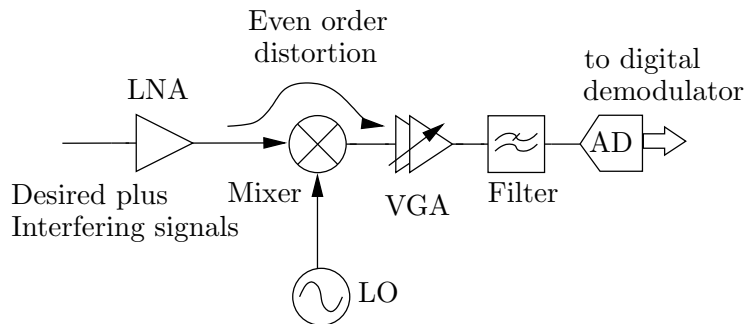 Even order
distortion
to digital
demodulator
LNA
AD
Desired plus
Interfering signals
Mixer
VGA
Filter
LO